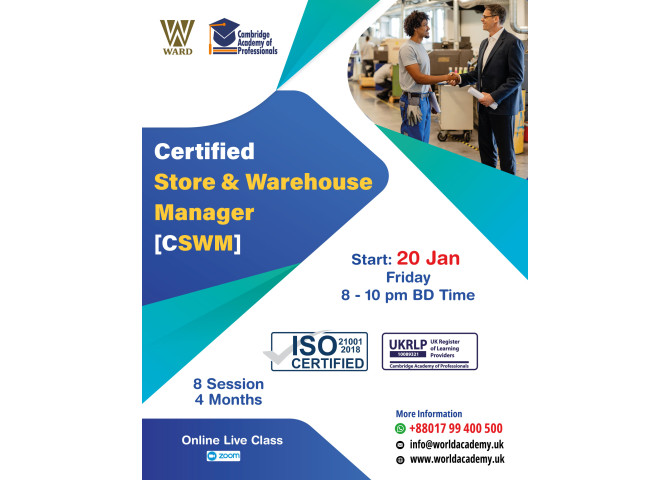 WARD
Cambridge
Academy of
Professionals
Certified
Store & Warehouse
Manager
[CSWM]
Start: 20 Jan
Friday
8 - 10 pm BD Time
ISO 21001
2018
CERTIFIED
UKRLP
10089321
UK Register
of Learning
Providers
Cambridge Academy of Professionals
8 Session
4 Months
Online Live Class
zoom
More Information
+88017 99 400 500
info@worldacademy.uk
www.worldacademy.uk